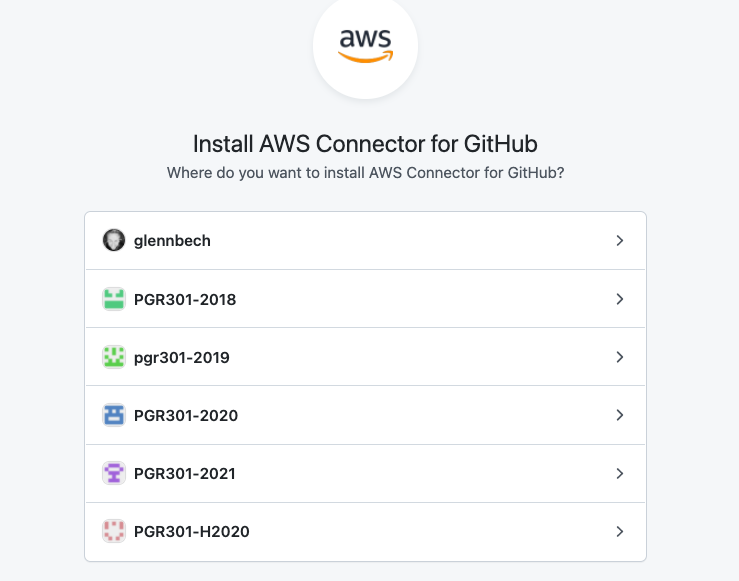 aws
Install AWS Connector for GitHub
Where do you want to install AWS Connector for GitHub?
glennbech
PGR301-2018
pgr301-2019
PGR301-2020
PGR301-2021
PGR301-H2020